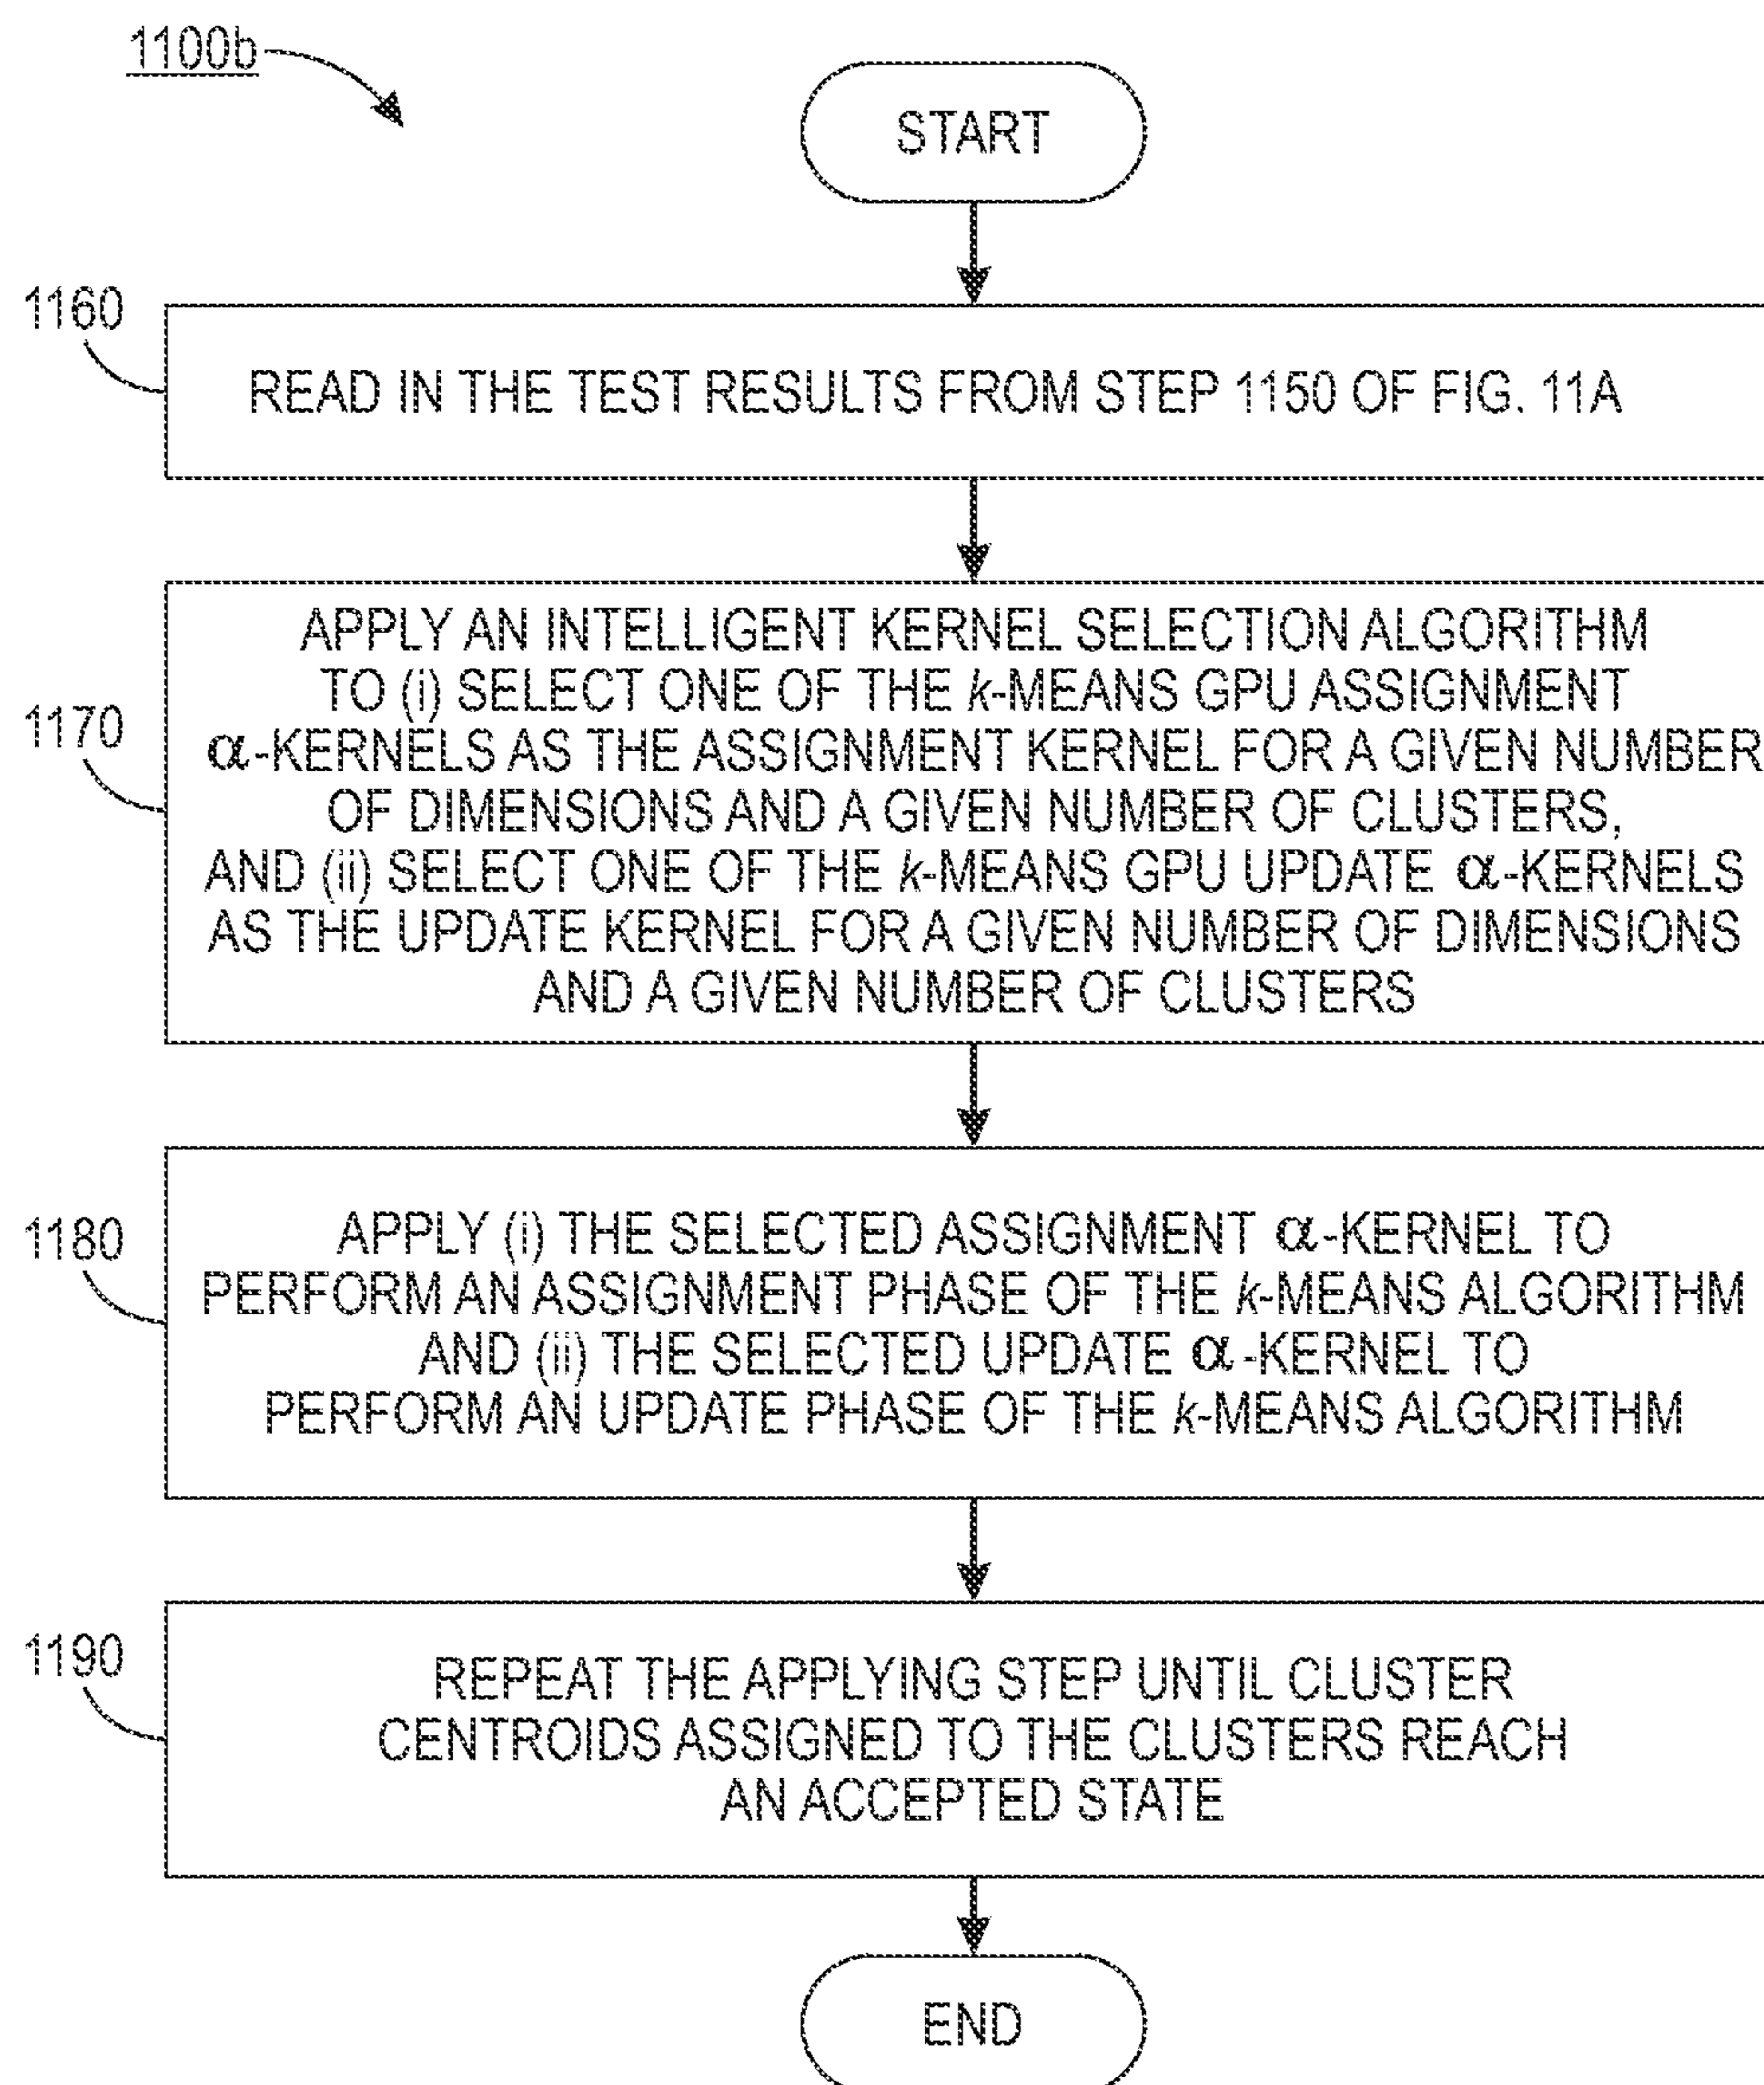 1100b
START
1160
READ IN THE TEST RESULTS FROM STEP 1150 OF FIG. 11A
1170
APPLY AN INTELLIGENT KERNEL SELECTION ALGORITHM
TO (i) SELECT ONE OF THE k-MEANS GPU ASSIGNMENT
α-KERNELS AS THE ASSIGNMENT KERNEL FOR A GIVEN NUMBER
OF DIMENSIONS AND A GIVEN NUMBER OF CLUSTERS,
AND (ii) SELECT ONE OF THE k-MEANS GPU UPDATE α-KERNELS
AS THE UPDATE KERNEL FOR A GIVEN NUMBER OF DIMENSIONS
AND A GIVEN NUMBER OF CLUSTERS
1180
APPLY (i) THE SELECTED ASSIGNMENT α-KERNEL TO
PERFORM AN ASSIGNMENT PHASE OF THE k-MEANS ALGORITHM
AND (ii) THE SELECTED UPDATE α-KERNEL TO
PERFORM AN UPDATE PHASE OF THE k-MEANS ALGORITHM
1190
REPEAT THE APPLYING STEP UNTIL CLUSTER
CENTROIDS ASSIGNED TO THE CLUSTERS REACH
AN ACCEPTED STATE
END